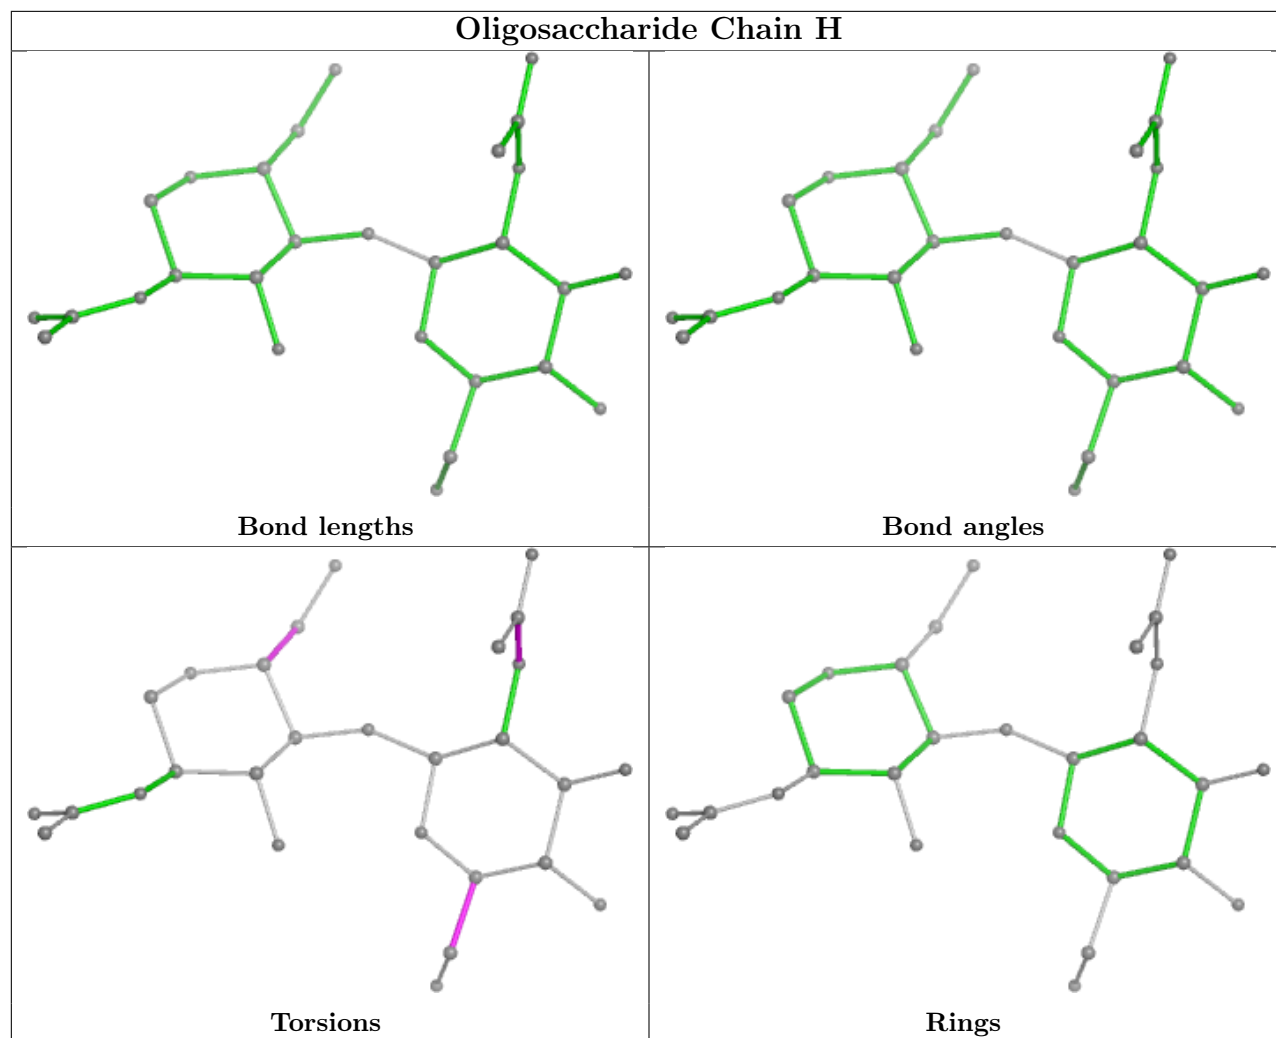 Oligosaccharide Chain H
Bond lengths
Bond angles
Torsions
Rings